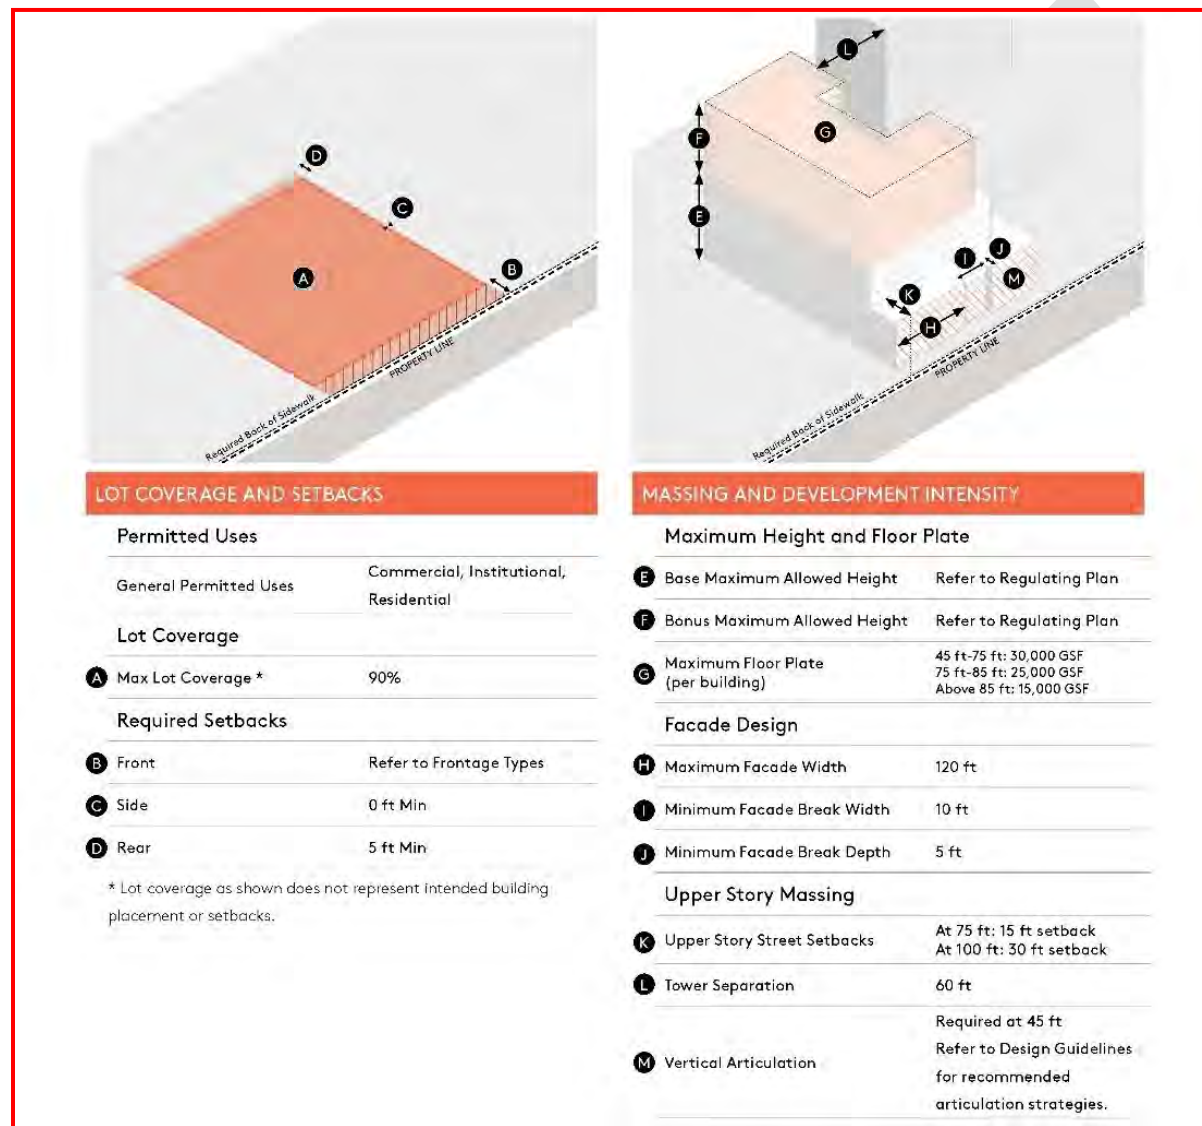 D
C
B
A
PROPERTY LINE
Required Back of Sidewalk
L
G
F
E
J
I
M
K
H
PROPERTY LINE
Required Back of Sidewalk
LOT COVERAGE AND SETBACKS
Permitted Uses
General Permitted Uses
Commercial, Institutional,
Residential
Lot Coverage
A Max Lot Coverage * 90%
Required Setbacks
B Front Refer to Frontage Types
C Side 0 ft Min
D Rear 5 ft Min
* Lot coverage as shown does not represent intended building
placement or setbacks.
MASSING AND DEVELOPMENT INTENSITY
Maximum Height and Floor Plate
E Base Maximum Allowed Height Refer to Regulating Plan
F Bonus Maximum Allowed Height Refer to Regulating Plan
G Maximum Floor Plate
(per building)
45 ft-75 ft: 30,000 GSF
75 ft-85 ft: 25,000 GSF
Above 85 ft: 15,000 GSF
Facade Design
H Maximum Facade Width 120 ft
I Minimum Facade Break Width 10 ft
J Minimum Facade Break Depth 5 ft
Upper Story Massing
K Upper Story Street Setbacks
At 75 ft: 15 ft setback
At 100 ft: 30 ft setback
L Tower Separation 60 ft
M Vertical Articulation
Required at 45 ft
Refer to Design Guidelines
for recommended
articulation strategies.